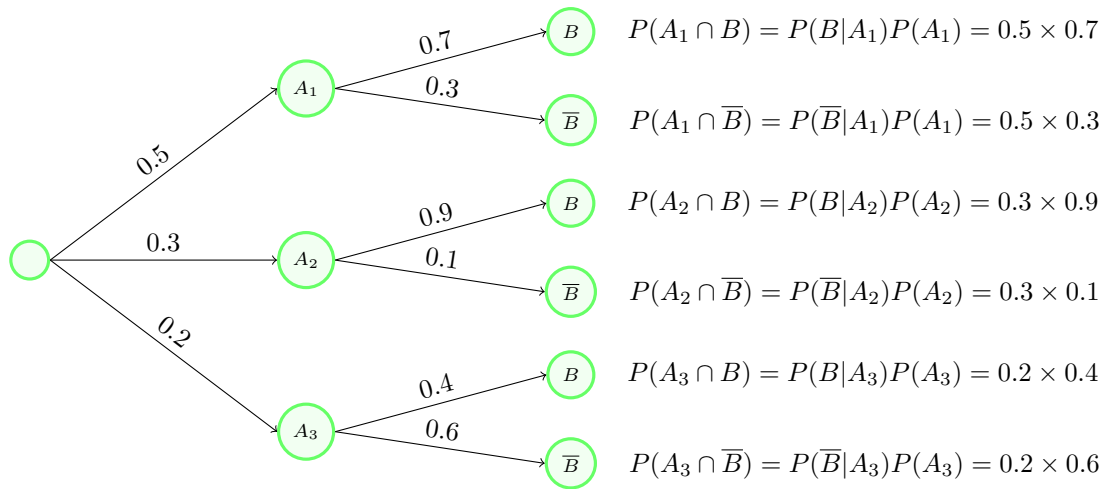 0.7 B P(A₁ ∩ B) = P(B|A₁)P(A₁) = 0.5 × 0.7
A₁
0.3 B̅ P(A₁ ∩ B̅) = P(B̅|A₁)P(A₁) = 0.5 × 0.3
0.5
0.9 B P(A₂ ∩ B) = P(B|A₂)P(A₂) = 0.3 × 0.9
0.3 A₂
0.1 B̅ P(A₂ ∩ B̅) = P(B̅|A₂)P(A₂) = 0.3 × 0.1
0.2
0.4 B P(A₃ ∩ B) = P(B|A₃)P(A₃) = 0.2 × 0.4
A₃
0.6 B̅ P(A₃ ∩ B̅) = P(B̅|A₃)P(A₃) = 0.2 × 0.6